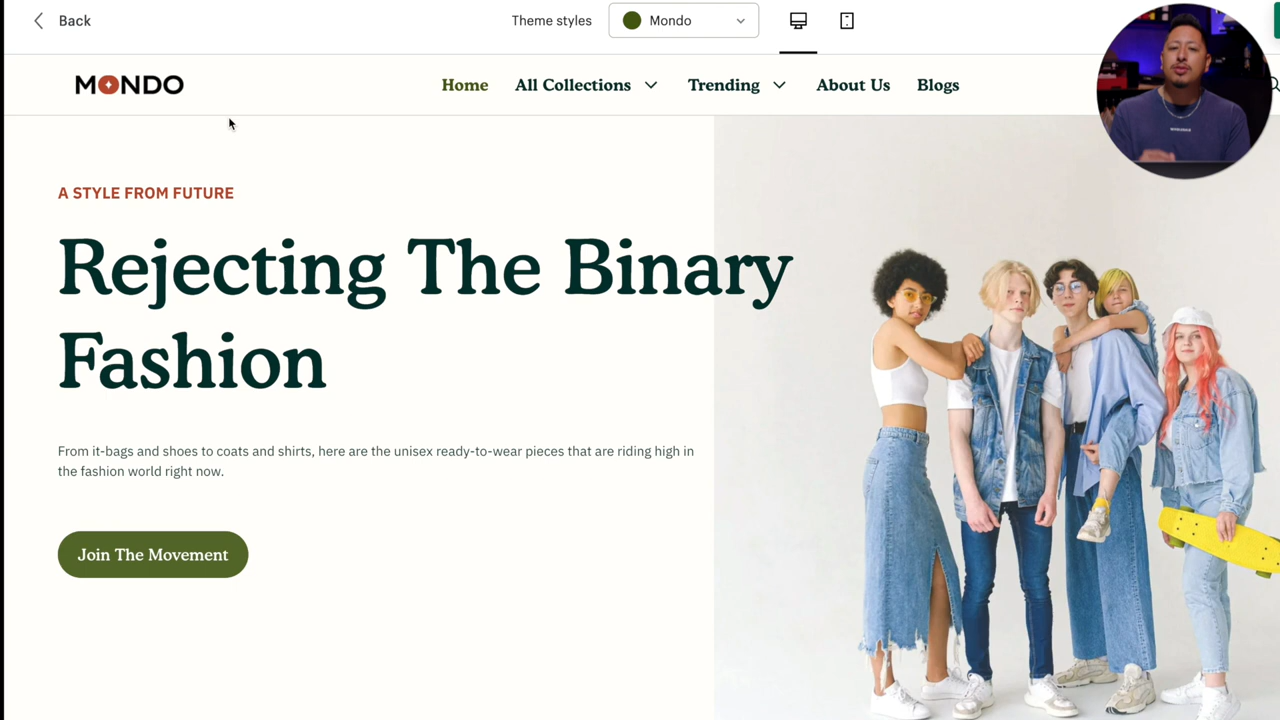 Back
Theme styles
Mondo
MONDO
Home
All Collections
Trending
About Us
Blogs
A STYLE FROM FUTURE
Rejecting The Binary
Fashion
From it-bags and shoes to coats and shirts, here are the unisex ready-to-wear pieces that are riding high in
the fashion world right now.
Join The Movement